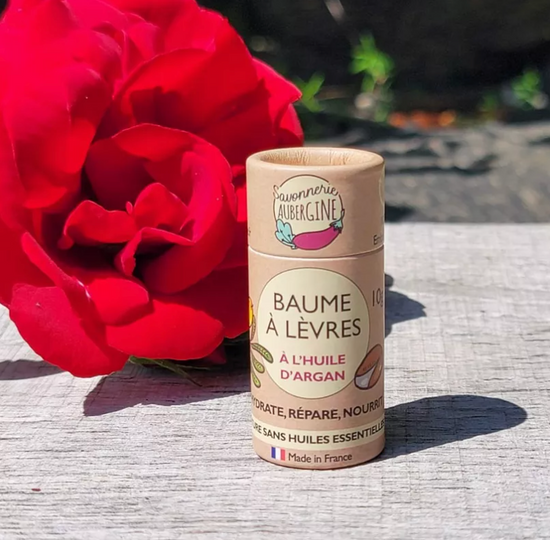 Savonnerie
AUBERGINE
BAUME
À LÈVRES
À L'HUILE
D'ARGAN
10
HYDRATE, RÉPARE, NOURRIT
SANS HUILES ESSENTIELLES
Made in France